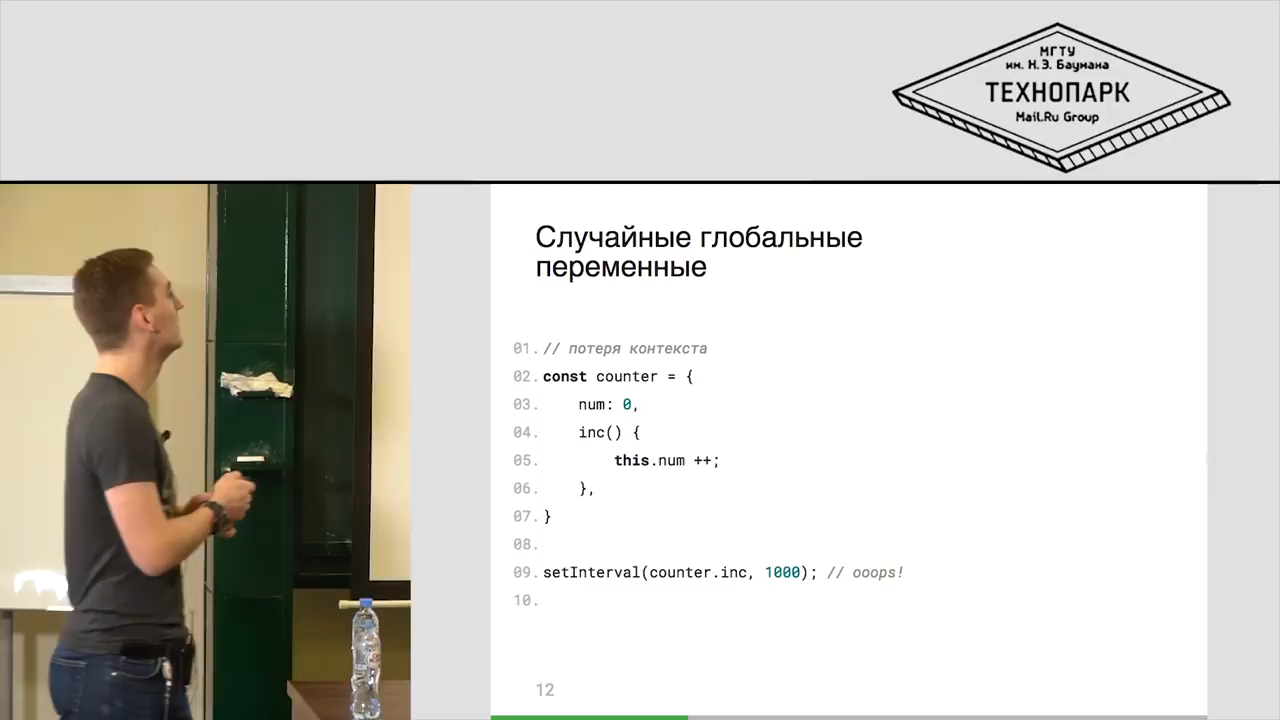 МГТУ
им. Н.Э. Баумана
ТЕХНОПАРК
Mail.Ru Group
Случайные глобальные
переменные
01. // потеря контекста
02. const counter = {
03. num: 0,
04. inc() {
05. this.num ++;
06. },
07. }
08.
09. setInterval(counter.inc, 1000); // ooops!
10.
12